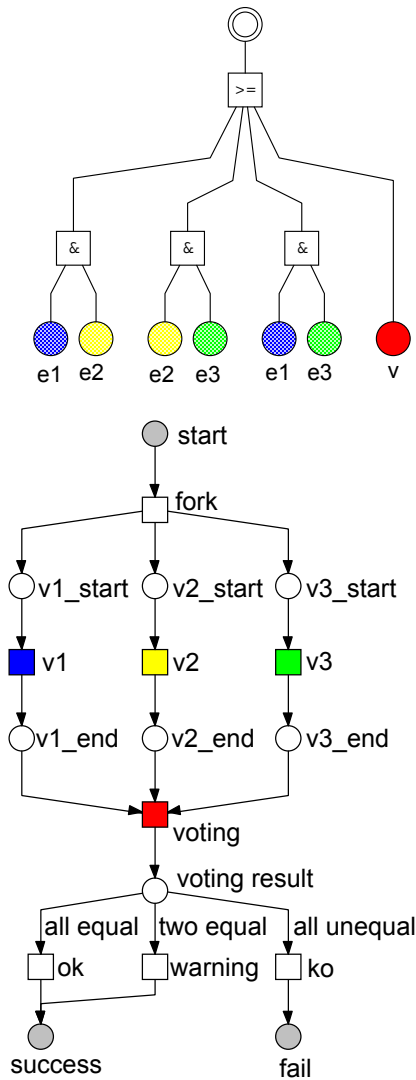 >=
& & &
e1 e2 e2 e3 e1 e3 v
start
fork
v1_start v2_start v3_start
v1 v2 v3
v1_end v2_end v3_end
voting
voting result
all equal two equal all unequal
ok warning ko
success fail